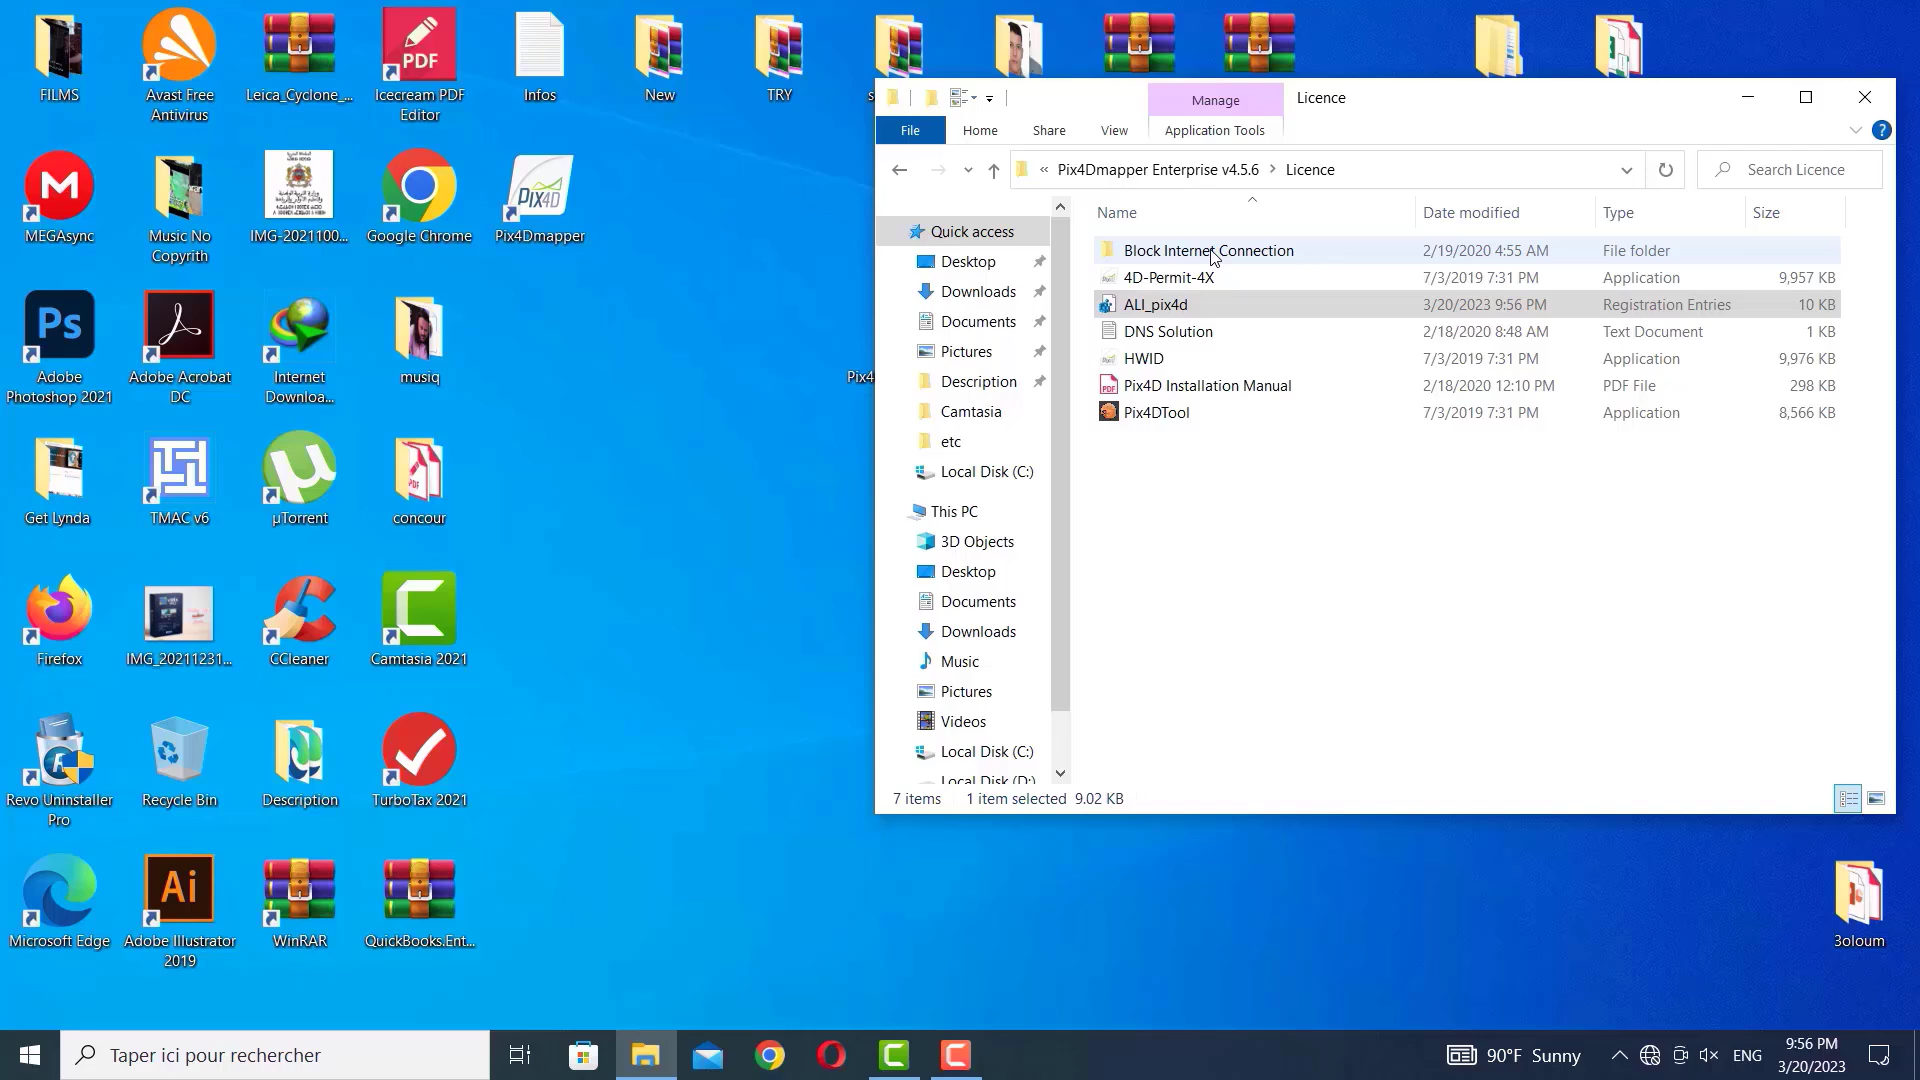 FILMS
Avast Free
Antivirus
Leica_Cyclone_...
PDF
Icecream PDF
Editor
Infos
New
TRY
MEGAsync
Music No
Copyrith
IMG-2021100...
Google Chrome
PIX4D
Pix4Dmapper
Ps
Adobe
Photoshop 2021
Adobe Acrobat
DC
Internet
Downloa...
musiq
Pix4
Get Lynda
TMAC v6
µTorrent
PDF
concour
Firefox
IMG_20211231...
CCleaner
Camtasia 2021
Revo Uninstaller
Pro
Recycle Bin
Description
TurboTax 2021
Microsoft Edge
Ai
Adobe Illustrator
2019
WinRAR
QuickBooks.Ent...
3oloum
Manage
Licence
File
Home
Share
View
Application Tools
« Pix4Dmapper Enterprise v4.5.6 > Licence
Search Licence
Quick access
Desktop
Downloads
Documents
Pictures
Description
Camtasia
etc
Local Disk (C:)
This PC
3D Objects
Desktop
Documents
Downloads
Music
Pictures
Videos
Local Disk (C:)
Local Disk (D:)
Name Date modified Type Size
Block Internet Connection 2/19/2020 4:55 AM File folder
4D-Permit-4X 7/3/2019 7:31 PM Application 9,957 KB
ALI_pix4d 3/20/2023 9:56 PM Registration Entries 10 KB
DNS Solution 2/18/2020 8:48 AM Text Document 1 KB
HWID 7/3/2019 7:31 PM Application 9,976 KB
Pix4D Installation Manual 2/18/2020 12:10 PM PDF File 298 KB
Pix4DTool 7/3/2019 7:31 PM Application 8,566 KB
7 items 1 item selected 9.02 KB
Taper ici pour rechercher
90°F Sunny
ENG
9:56 PM
3/20/2023